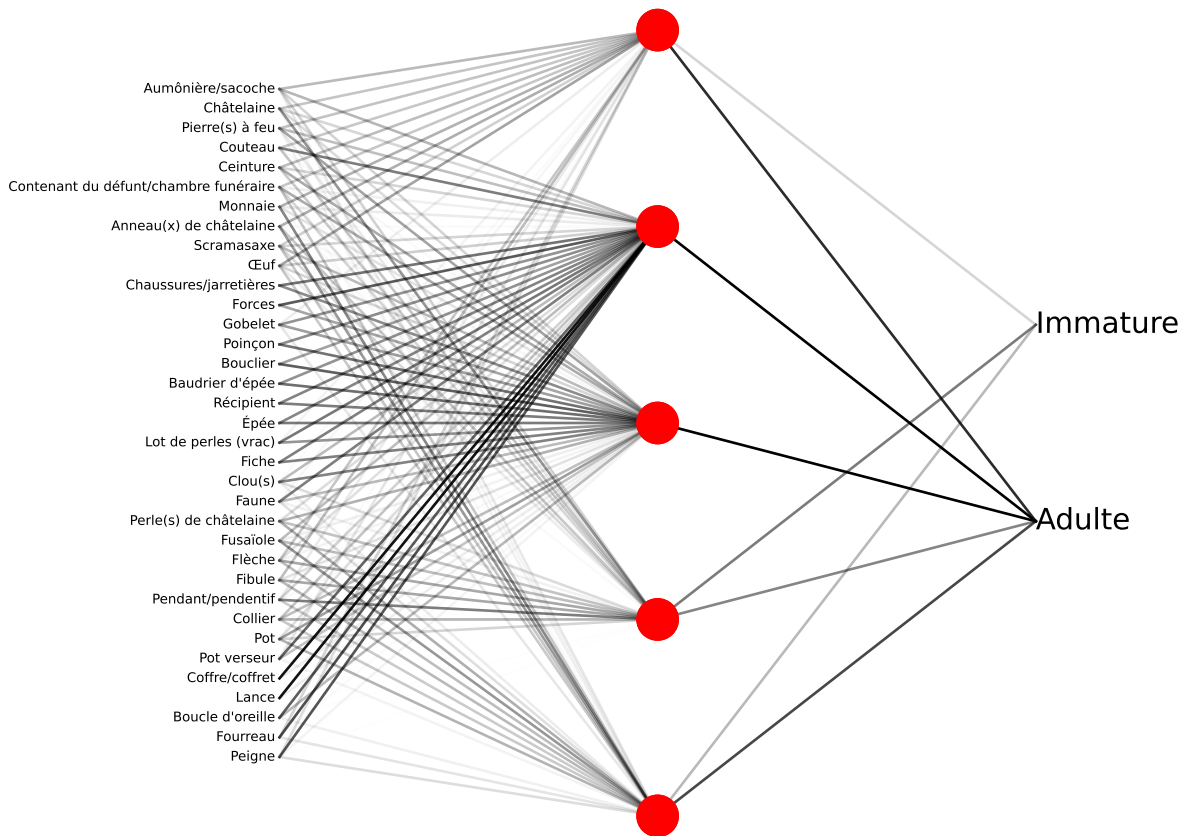 Aumônière/sacoche
Châtelaine
Pierre(s) à feu
Couteau
Ceinture
Contenant du défunt/chambre funéraire
Monnaie
Anneau(x) de châtelaine
Scramasaxe
Œuf
Chaussures/jarretières
Forces
Gobelet
Poinçon
Bouclier
Baudrier d'épée
Récipient
Épée
Lot de perles (vrac)
Fiche
Clou(s)
Faune
Perle(s) de châtelaine
Fusaïole
Flèche
Fibule
Pendant/pendentif
Collier
Pot
Pot verseur
Coffre/coffret
Lance
Boucle d'oreille
Fourreau
Peigne
Immature
Adulte